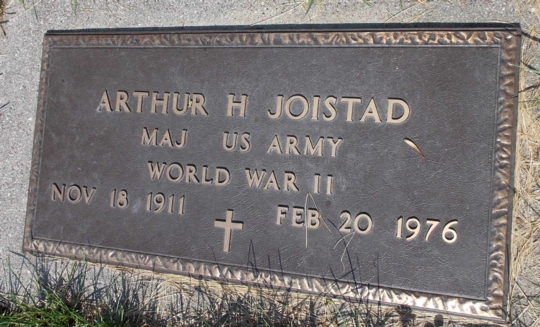 ARTHUR H JOISTAD
MAJ US ARMY
WORLD WAR II
NOV 18 1911 FEB 20 1976